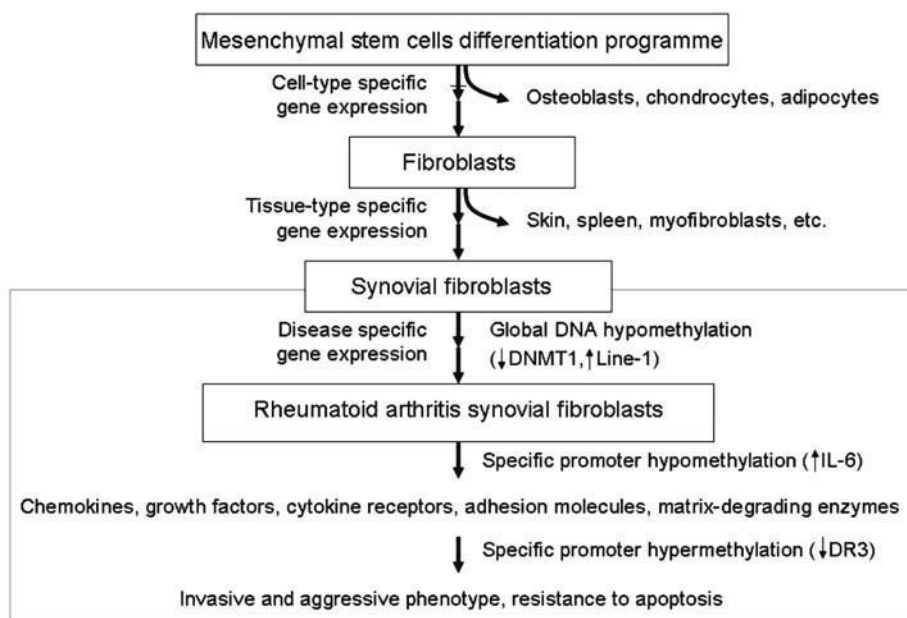 Mesenchymal stem cells differentiation programme
Cell-type specific
gene expression
Osteoblasts, chondrocytes, adipocytes
Fibroblasts
Tissue-type specific
gene expression
Skin, spleen, myofibroblasts, etc.
Synovial fibroblasts
Disease specific
gene expression
Global DNA hypomethylation
(↓DNMT1,↑Line-1)
Rheumatoid arthritis synovial fibroblasts
Specific promoter hypomethylation (↑IL-6)
Chemokines, growth factors, cytokine receptors, adhesion molecules, matrix-degrading enzymes
Specific promoter hypermethylation (↓DR3)
Invasive and aggressive phenotype, resistance to apoptosis